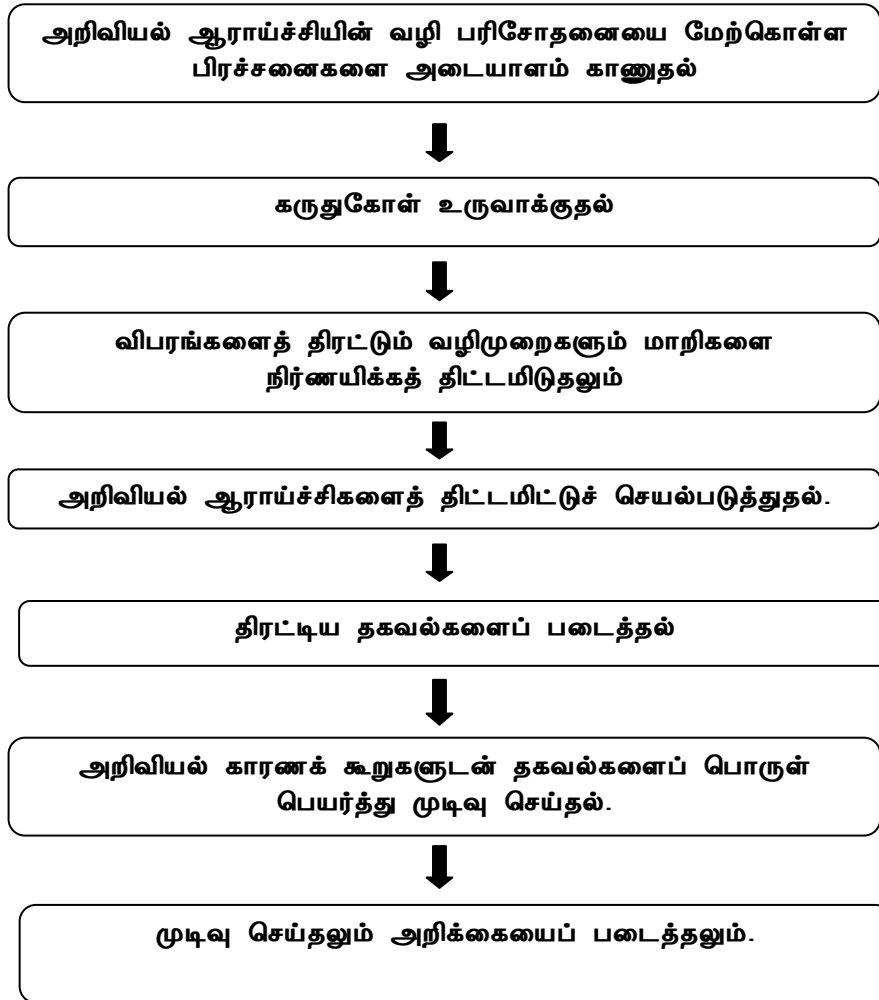 அறிவியல் ஆராய்ச்சியின் வழி பரிசோதனையை மேற்கொள்ள
பிரச்சனைகளை அடையாளம் காணுதல்
கருதுகோள் உருவாக்குதல்
விபரங்களைத் திரட்டும் வழிமுறைகளும் மாறிகளை
நிர்ணயிக்கத் திட்டமிடுதலும்
அறிவியல் ஆராய்ச்சிகளைத் திட்டமிட்டுச் செயல்படுத்துதல்.
திரட்டிய தகவல்களைப் படைத்தல்
அறிவியல் காரணக் கூறுகளுடன் தகவல்களைப் பொருள்
பெயர்த்து முடிவு செய்தல்.
முடிவு செய்தலும் அறிக்கையைப் படைத்தலும்.